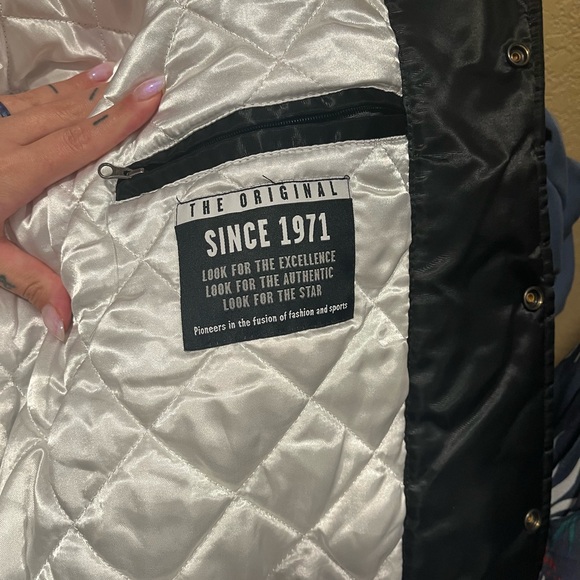 THE ORIGINAL
SINCE 1971
LOOK FOR THE EXCELLENCE
LOOK FOR THE AUTHENTIC
LOOK FOR THE STAR
Pioneers in the fusion of fashion and sports